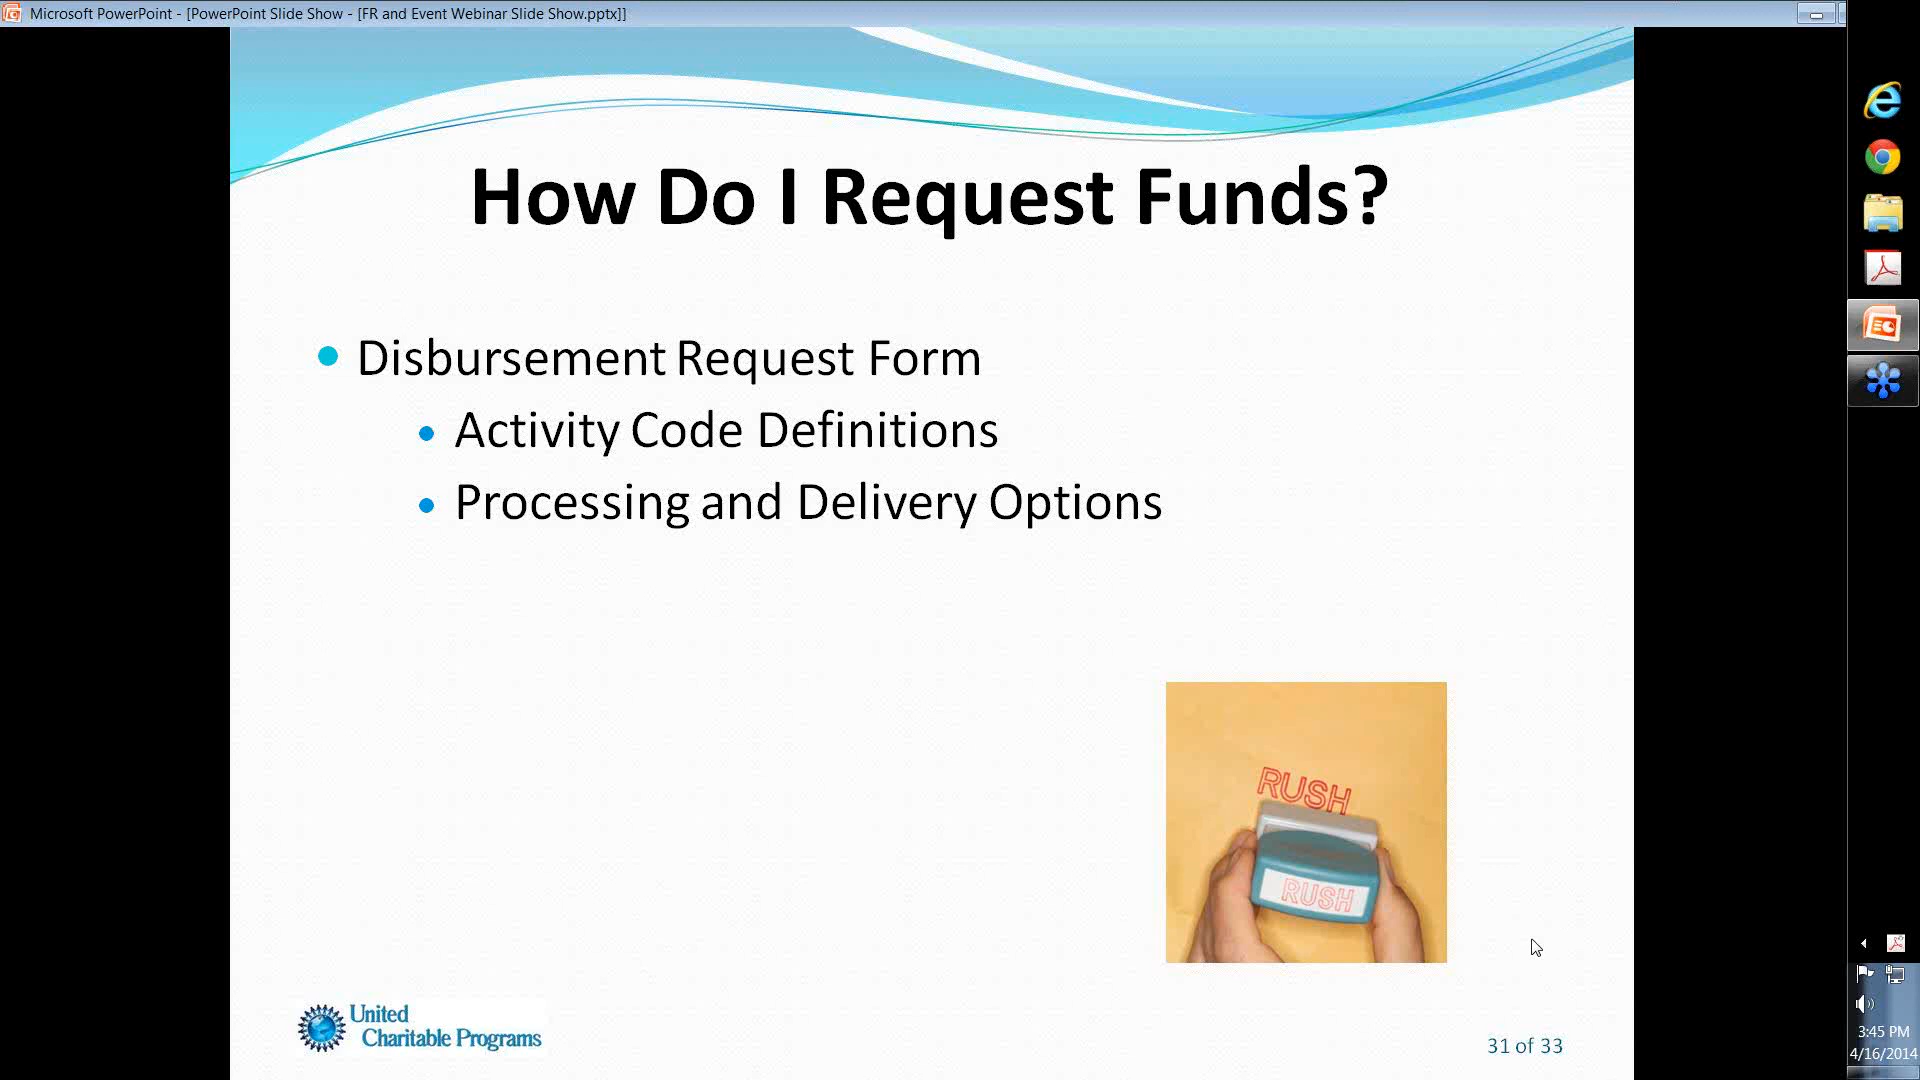 Microsoft PowerPoint - [PowerPoint Slide Show - [FR and Event Webinar Slide Show.pptx]]
How Do I Request Funds?
Disbursement Request Form
Activity Code Definitions
Processing and Delivery Options
RUSH
RUSH
United
Charitable Programs
31 of 33
3:45 PM
4/16/2014